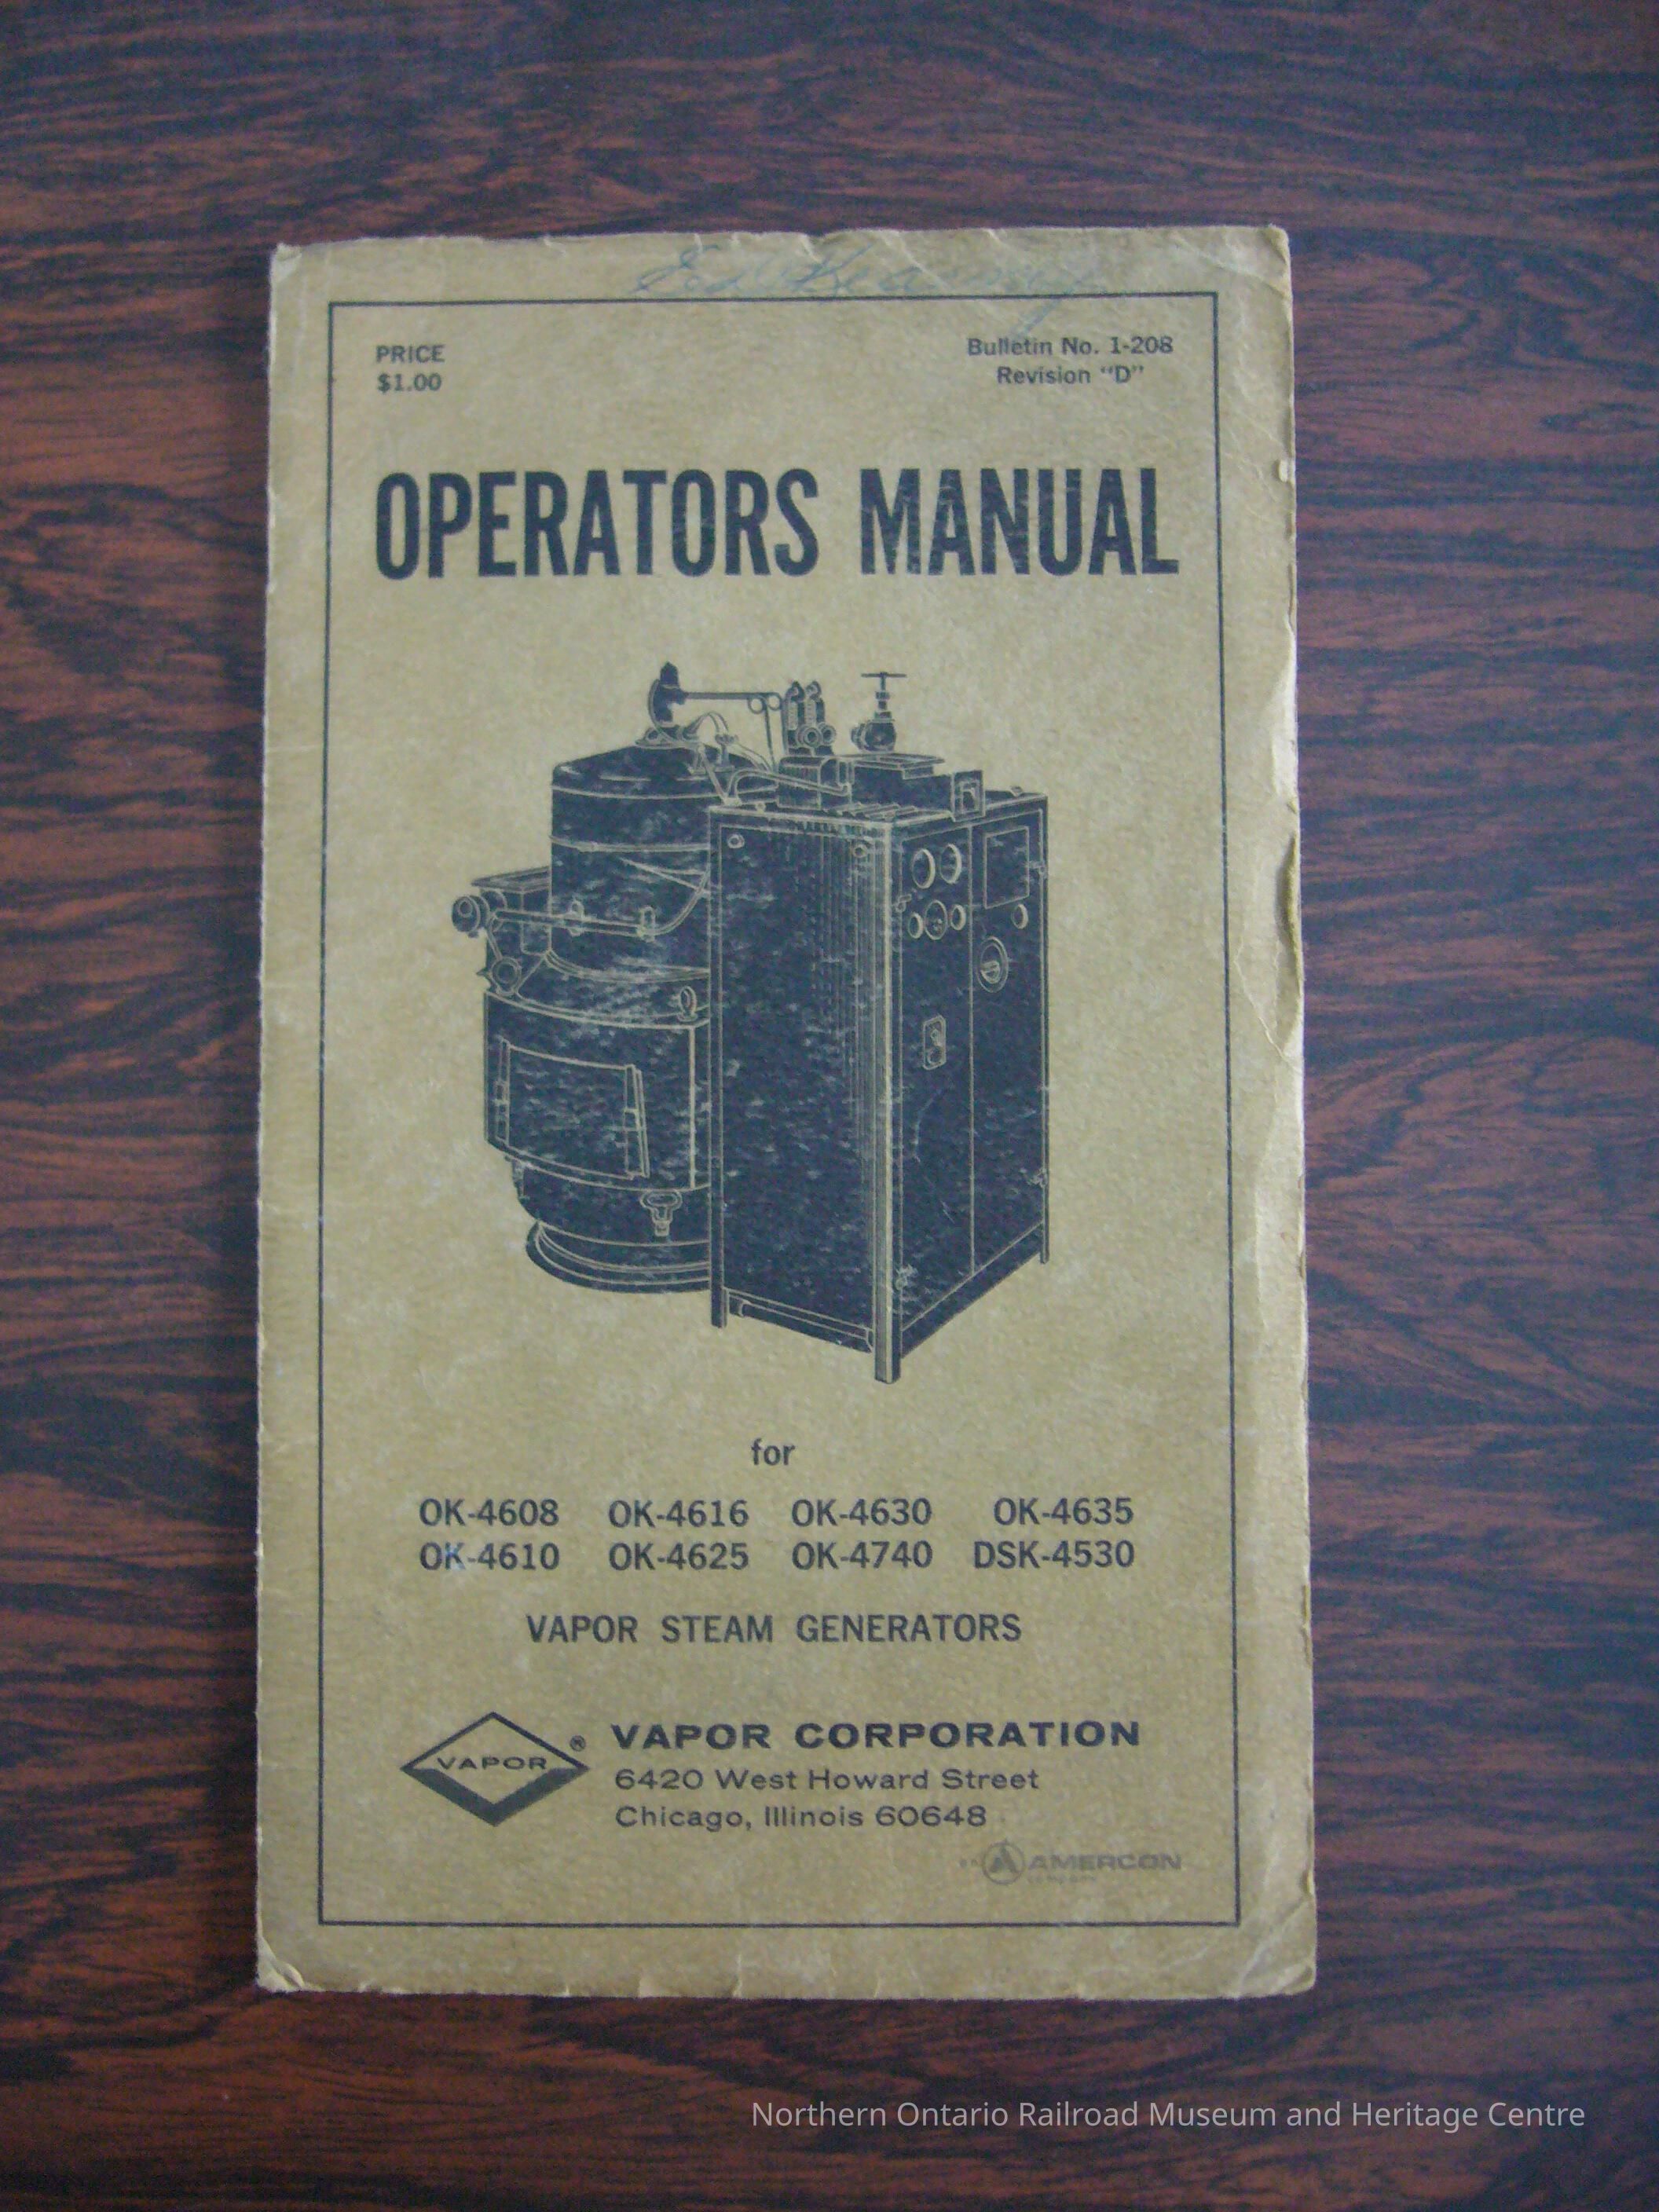 PRICE
$1.00
Bulletin No. 1-208
Revision "D"
OPERATORS MANUAL
for
OK-4608 OK-4616 OK-4630 OK-4635
OK-4610 OK-4625 OK-4740 DSK-4530
VAPOR STEAM GENERATORS
VAPOR ®
VAPOR CORPORATION
6420 West Howard Street
Chicago, Illinois 60648
AMERCON
Northern Ontario Railroad Museum and Heritage Centre